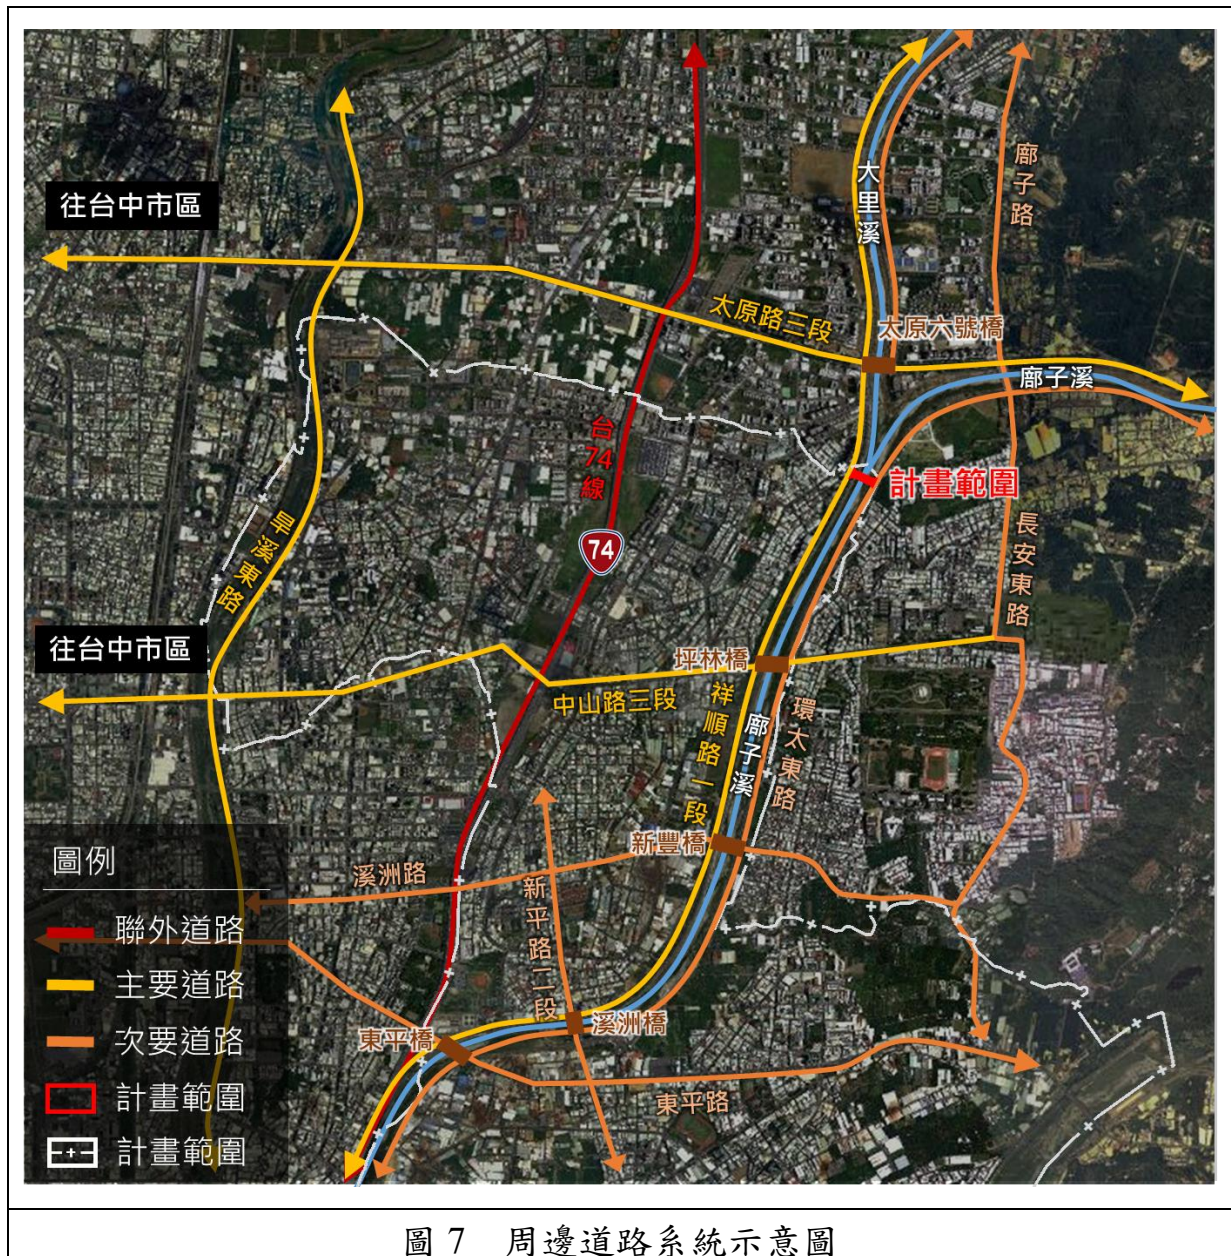 往台中市區
大里溪
廍子路
太原路三段
太原六號橋
廍子溪
台74線
計畫範圍
74
旱溪東路
長安東路
往台中市區
坪林橋
中山路三段
祥順路一段
廍子溪
環太東路
新豐橋
圖例
溪洲路
新平路二段
聯外道路
主要道路
次要道路
計畫範圍
計畫範圍
溪洲橋
東平橋
東平路
圖 7 周邊道路系統示意圖